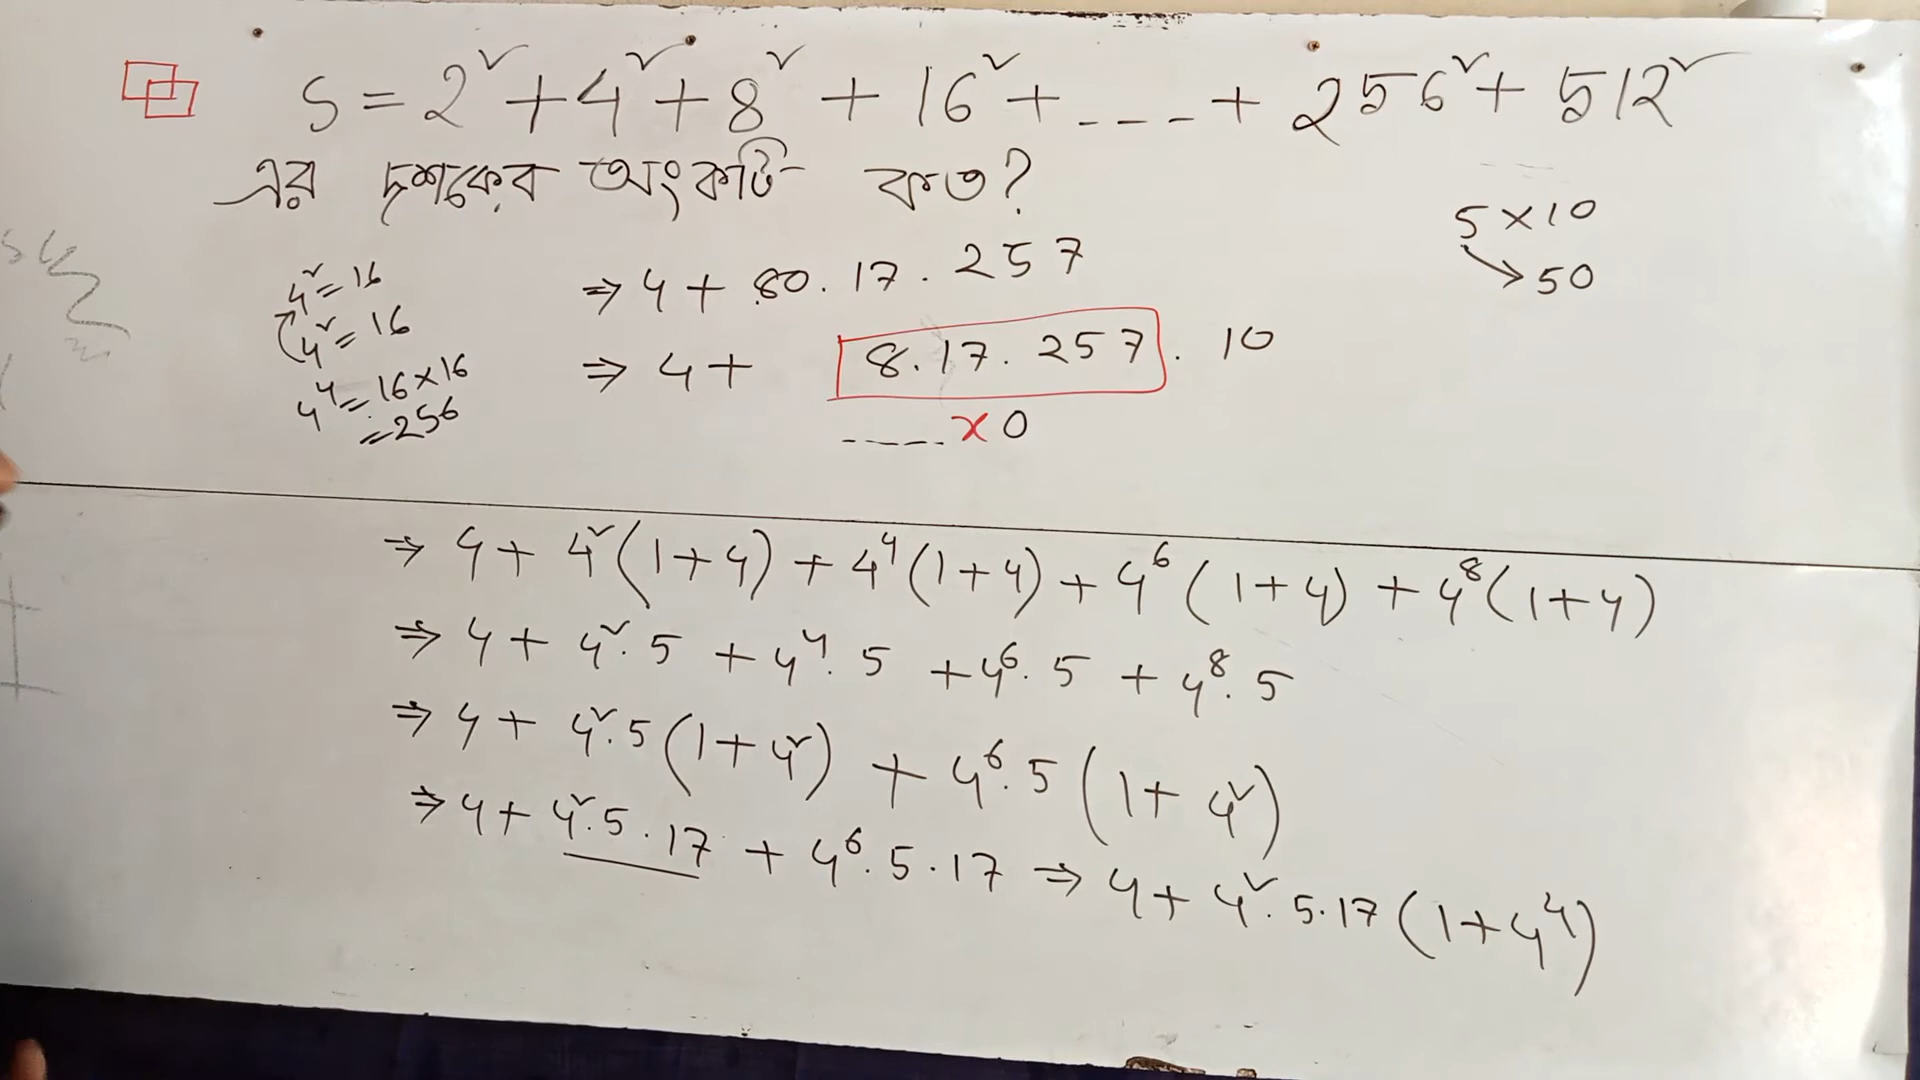 S = 2² + 4² + 8² + 16² + - - - + 256² + 512²
এর দশকের অংকটি কত?
5 × 10
→ 50
4² = 16
4² = 16
4⁴ = 16 × 16
= 256
⇒ 4 + 80 . 17 . 257
⇒ 4 + 8 . 17 . 257 . 10
- - - - - x 0
⇒ 4 + 4² (1 + 4) + 4⁴ (1 + 4) + 4⁶ (1 + 4) + 4⁸ (1 + 4)
⇒ 4 + 4² . 5 + 4⁴ . 5 + 4⁶ . 5 + 4⁸ . 5
⇒ 4 + 4² . 5 (1 + 4²) + 4⁶ . 5 (1 + 4²)
⇒ 4 + 4² . 5 . 17 + 4⁶ . 5 . 17 ⇒ 4 + 4² . 5 . 17 (1 + 4⁴)